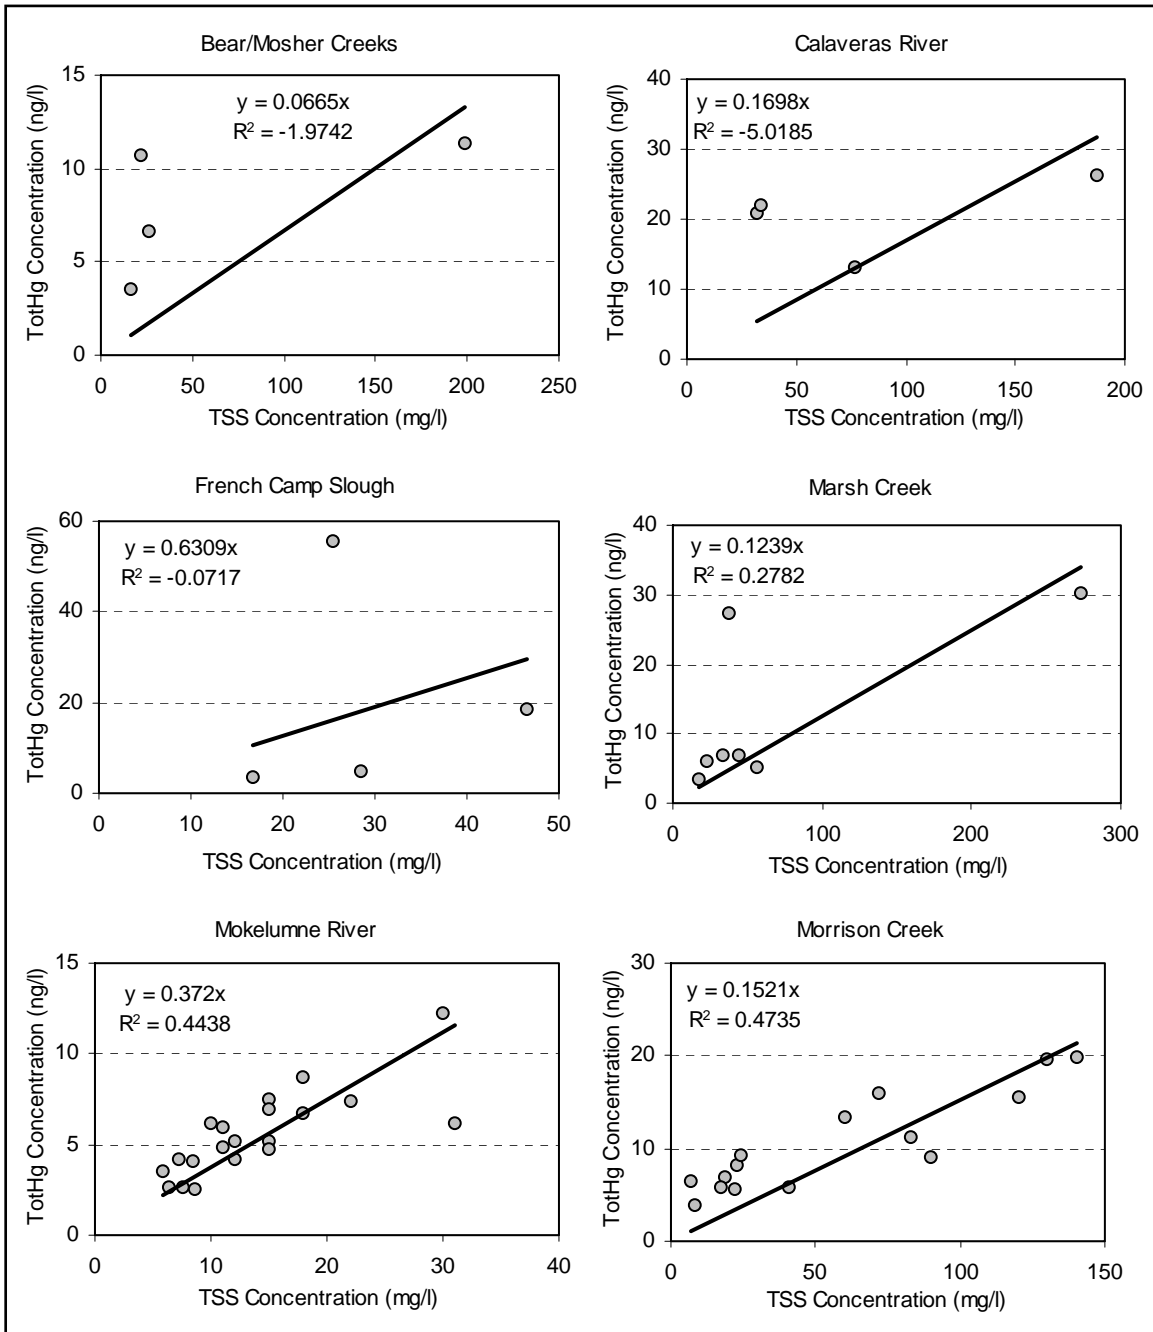 Bear/Mosher Creeks
y = 0.0665x
R² = -1.9742
15
10
5
0
0 50 100 150 200 250
TotHg Concentration (ng/l)
TSS Concentration (mg/l)
Calaveras River
y = 0.1698x
R² = -5.0185
40
30
20
10
0
0 50 100 150 200
TotHg Concentration (ng/l)
TSS Concentration (mg/l)
French Camp Slough
y = 0.6309x
R² = -0.0717
60
40
20
0
0 10 20 30 40 50
TotHg Concentration (ng/l)
TSS Concentration (mg/l)
Marsh Creek
y = 0.1239x
R² = 0.2782
40
30
20
10
0
0 100 200 300
TotHg Concentration (ng/l)
TSS Concentration (mg/l)
Mokelumne River
y = 0.372x
R² = 0.4438
15
10
5
0
0 10 20 30 40
TotHg Concentration (ng/l)
TSS Concentration (mg/l)
Morrison Creek
y = 0.1521x
R² = 0.4735
30
20
10
0
0 50 100 150
TotHg Concentration (ng/l)
TSS Concentration (mg/l)